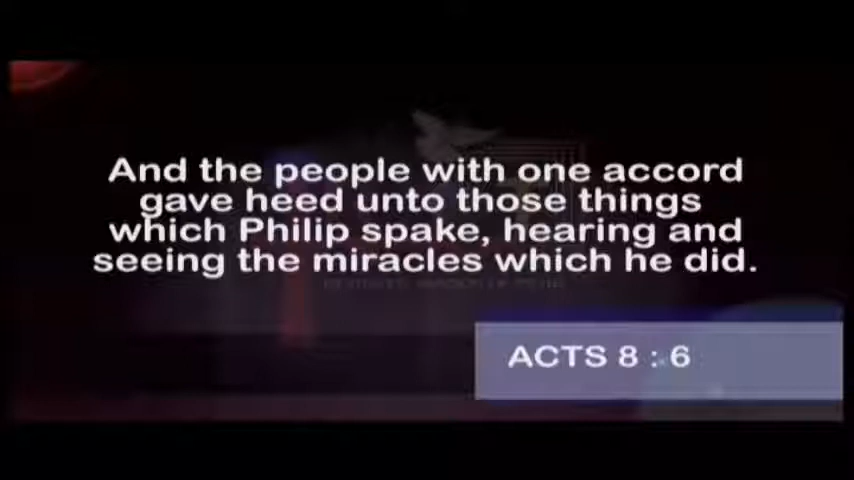 And the people with one accord
gave heed unto those things
which Philip spake, hearing and
seeing the miracles which he did.
ACTS 8 : 6